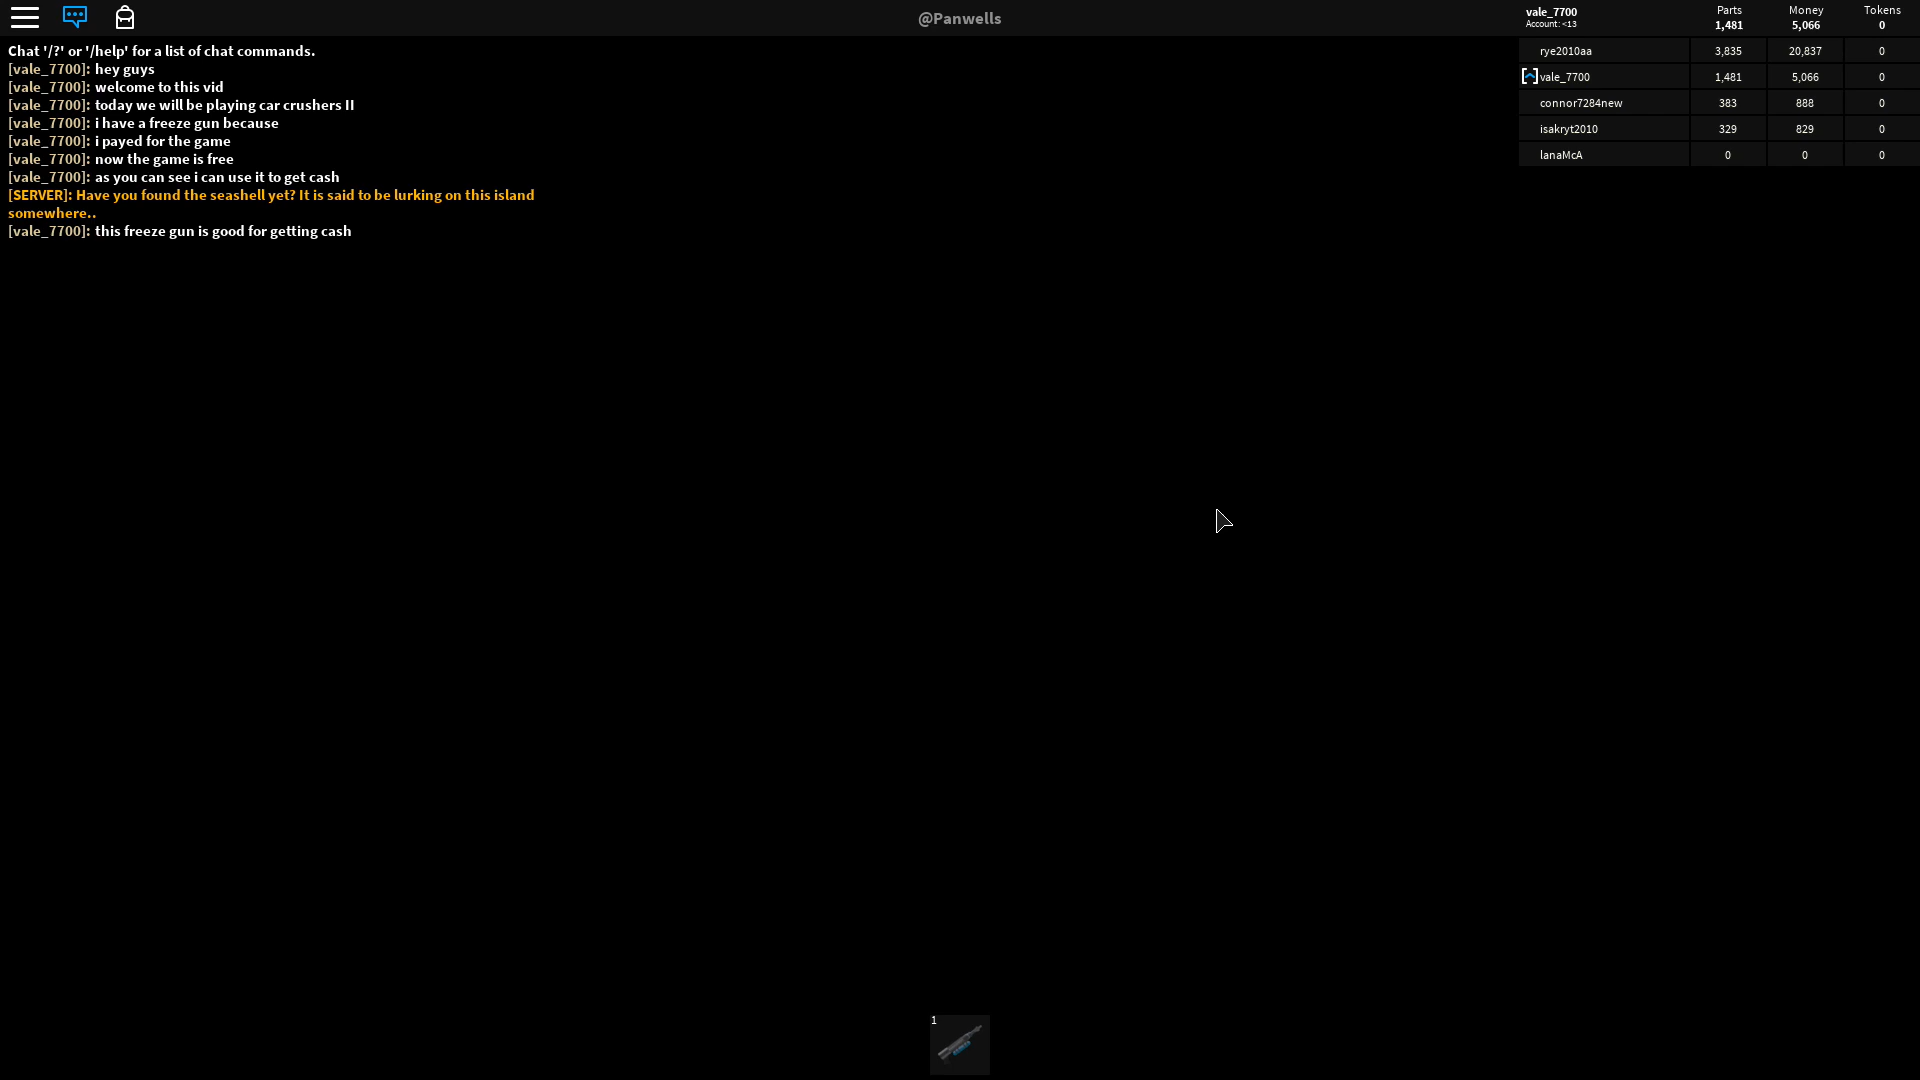 @Panwells
vale_7700
Account: <13
Parts
1,481
Money
5,066
Tokens
0
Chat '/?' or '/help' for a list of chat commands.
[vale_7700]: hey guys
[vale_7700]: welcome to this vid
[vale_7700]: today we will be playing car crushers II
[vale_7700]: i have a freeze gun because
[vale_7700]: i payed for the game
[vale_7700]: now the game is free
[vale_7700]: as you can see i can use it to get cash
[SERVER]: Have you found the seashell yet? It is said to be lurking on this island
somewhere..
[vale_7700]: this freeze gun is good for getting cash
rye2010aa 3,835 20,837 0
vale_7700 1,481 5,066 0
connor7284new 383 888 0
isakryt2010 329 829 0
lanaMcA 0 0 0
1